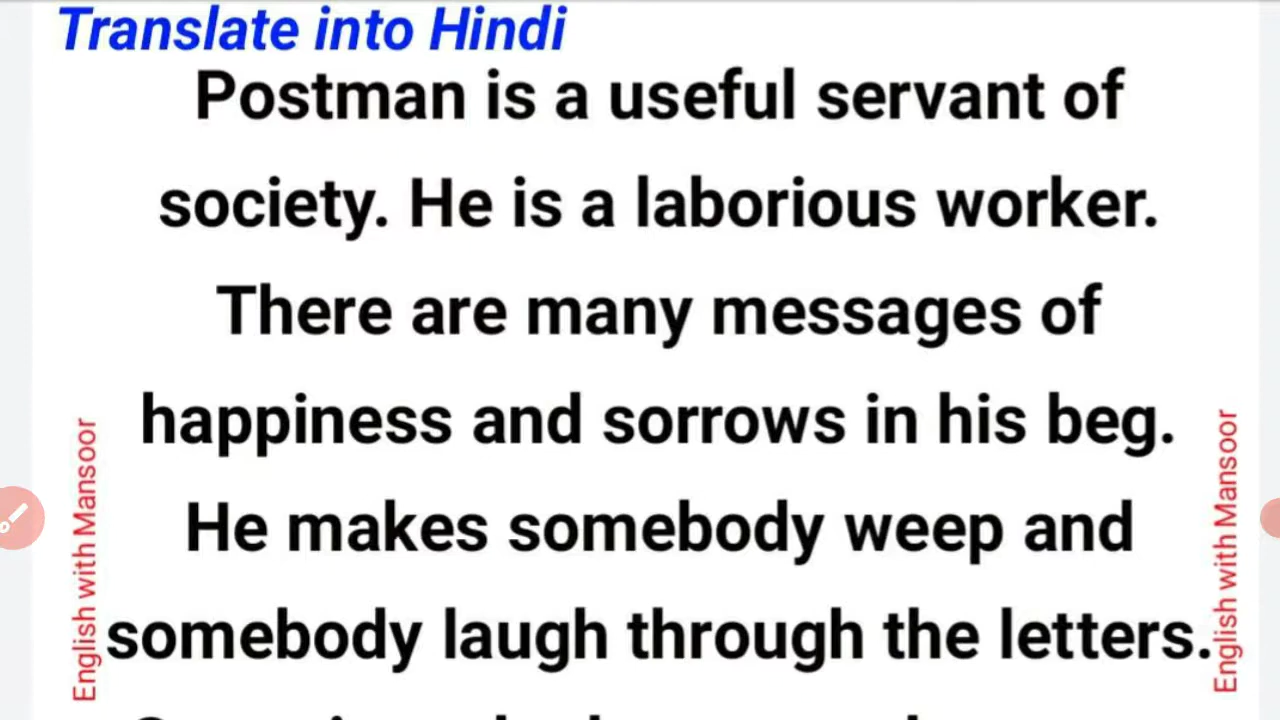 Translate into Hindi
Postman is a useful servant of
society. He is a laborious worker.
There are many messages of
happiness and sorrows in his beg.
He makes somebody weep and
somebody laugh through the letters.
English with Mansoor
English with Mansoor